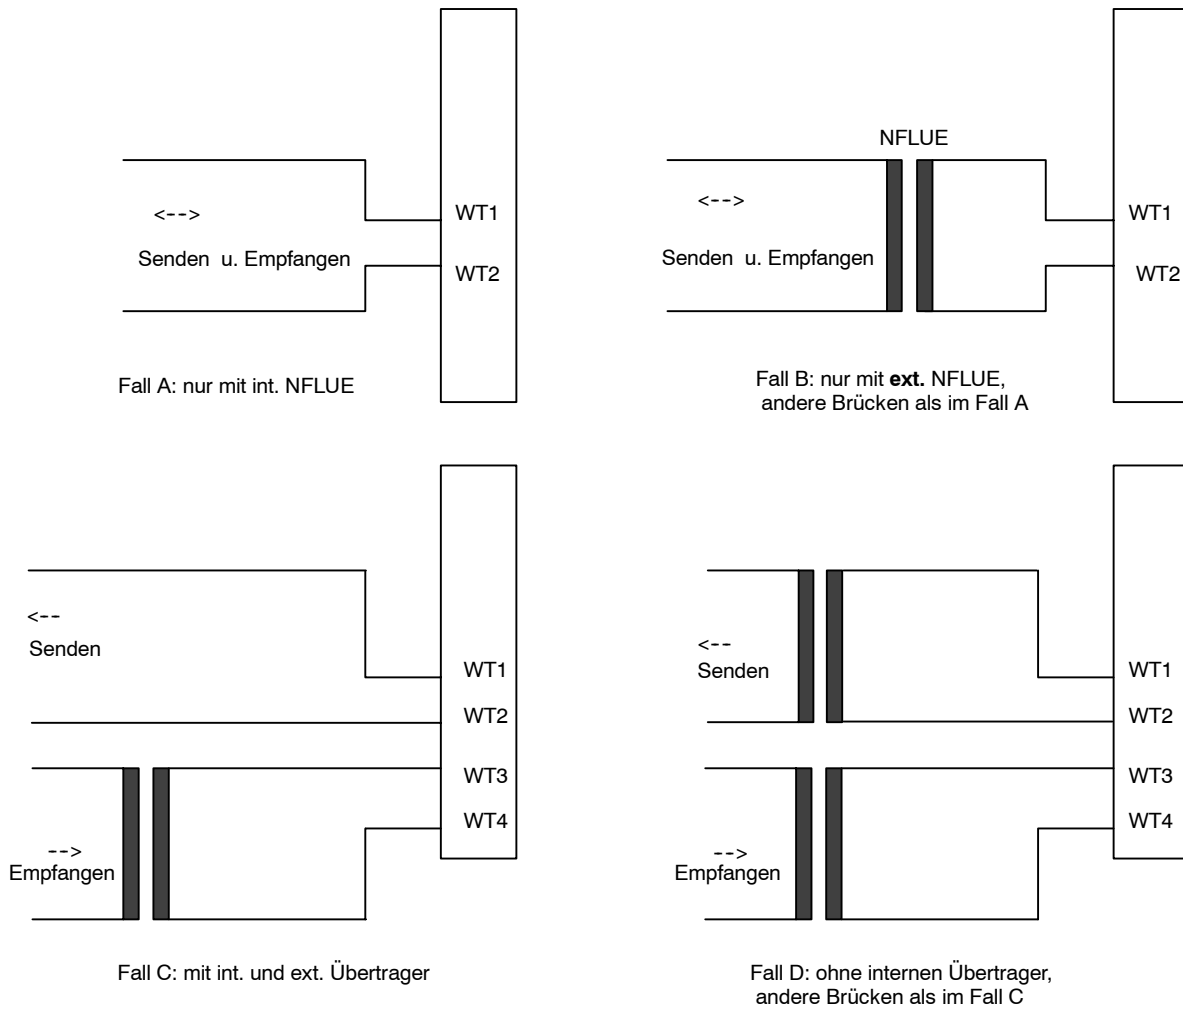 <-->
Senden u. Empfangen
WT1
WT2
Fall A: nur mit int. NFLUE
NFLUE
<-->
Senden u. Empfangen
WT1
WT2
Fall B: nur mit ext. NFLUE,
andere Brücken als im Fall A
<--
Senden
WT1
WT2
WT3
WT4
-->
Empfangen
Fall C: mit int. und ext. Übertrager
<--
Senden
WT1
WT2
WT3
WT4
-->
Empfangen
Fall D: ohne internen Übertrager,
andere Brücken als im Fall C